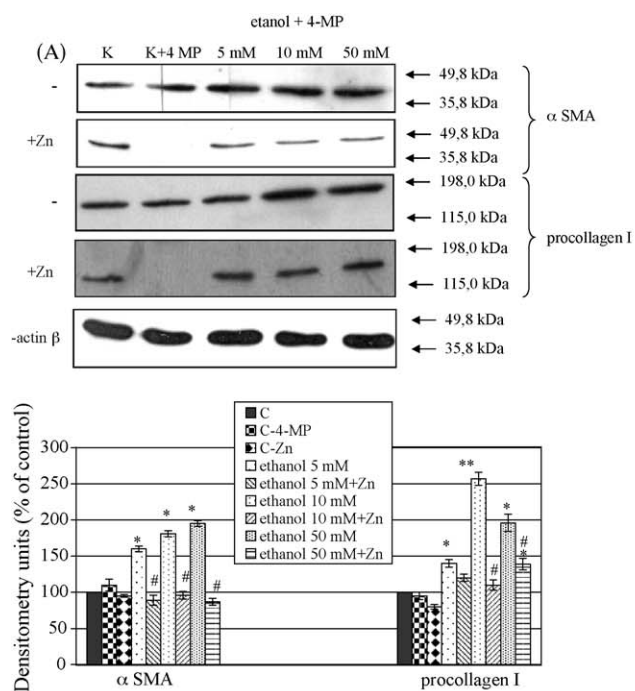 etanol + 4-MP
(A) K K+4 MP 5 mM 10 mM 50 mM
- 49,8 kDa
35,8 kDa
α SMA
+Zn 49,8 kDa
35,8 kDa
- 198,0 kDa
115,0 kDa
procollagen I
+Zn 198,0 kDa
115,0 kDa
-actin β 49,8 kDa
35,8 kDa
Densitometry units (% of control)
300
250
200
150
100
50
0
C
C-4-MP
C-Zn
ethanol 5 mM
ethanol 5 mM+Zn
ethanol 10 mM
ethanol 10 mM+Zn
ethanol 50 mM
ethanol 50 mM+Zn
* # * # * #
* ** # * # *
α SMA procollagen I